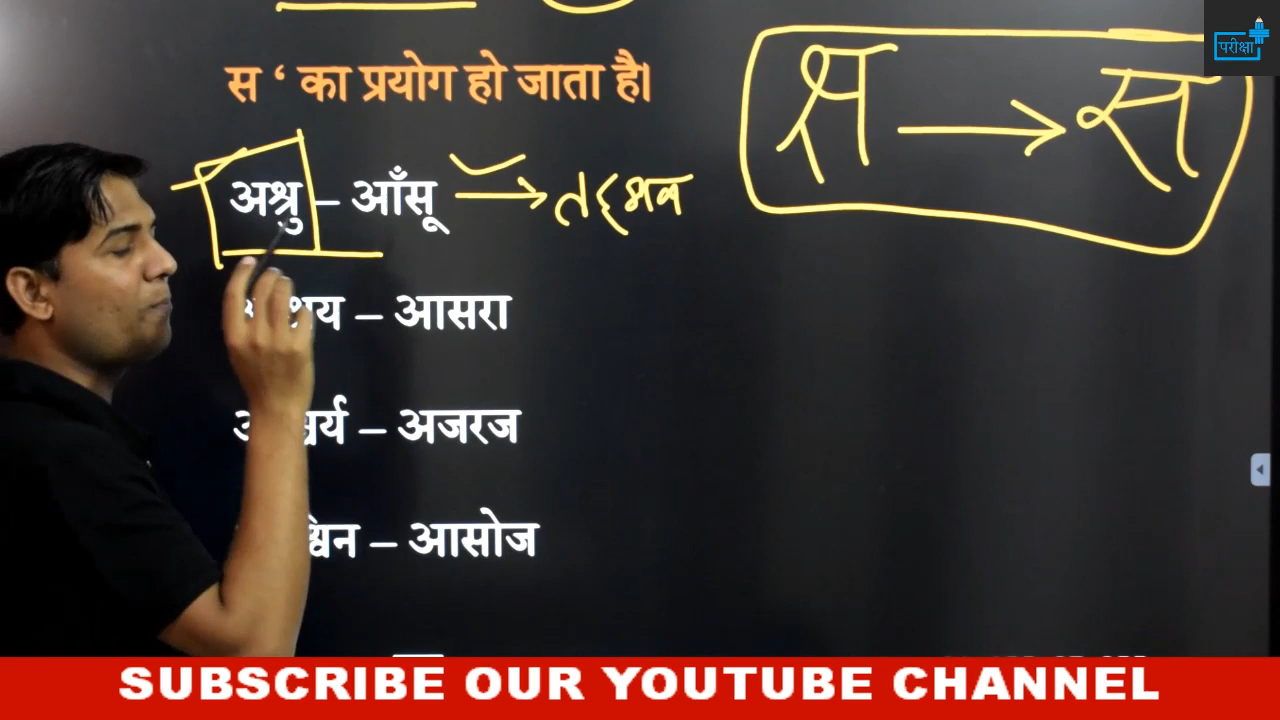 स ‘ का प्रयोग हो जाता है।
श्र → स
परीक्षा
अश्रु – आँसू → तद्भव
– आसरा
– अजरज
– आसोज
SUBSCRIBE OUR YOUTUBE CHANNEL